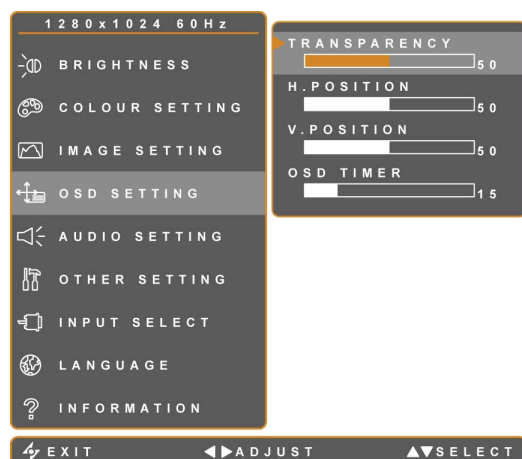 1280x1024 60Hz
BRIGHTNESS
COLOUR SETTING
IMAGE SETTING
OSD SETTING
AUDIO SETTING
OTHER SETTING
INPUT SELECT
LANGUAGE
INFORMATION
TRANSPARENCY
50
H.POSITION
50
V.POSITION
50
OSD TIMER
15
EXIT ◀▶ADJUST ▲▼SELECT